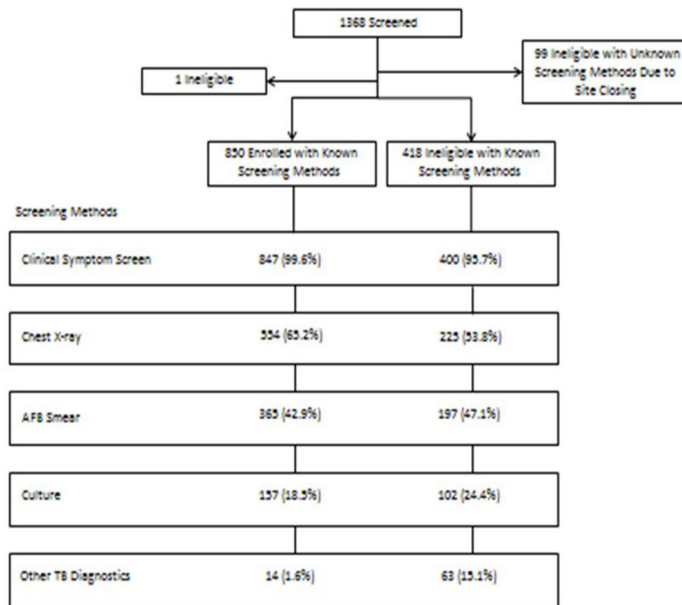 1368 Screened
1 Ineligible
99 Ineligible with Unknown
Screening Methods Due to
Site Closing
850 Enrolled with Known
Screening Methods
418 Ineligible with Known
Screening Methods
Screening Methods
Clinical Symptom Screen 847 (99.6%) 400 (95.7%)
Chest X-ray 554 (65.2%) 225 (53.8%)
AFB Smear 365 (42.9%) 197 (47.1%)
Culture 157 (18.5%) 102 (24.4%)
Other TB Diagnostics 14 (1.6%) 63 (15.1%)